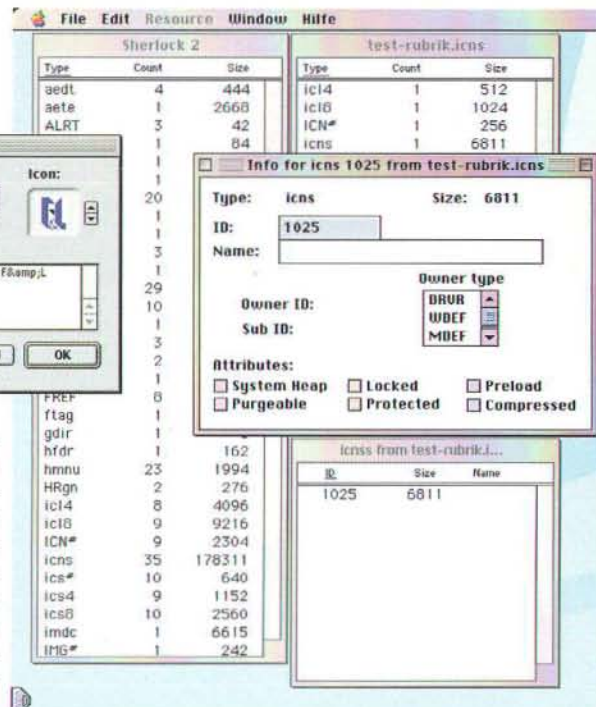 File Edit Resource Window Hilfe
Sherlock 2
Type Count Size
aedt 4 444
aete 1 2668
ALRT 3 42
1 84
1
1
20
1
1
3
1
29
10
1
3
2
1
FREF 8
ftag 1
gdir 1
hfdr 1 162
hmnu 23 1994
HRgn 2 276
icl4 8 4096
icl8 9 9216
ICN# 9 2304
icns 35 178311
ics# 10 640
ics4 9 1152
ics8 10 2560
imdc 1 6615
IMG# 1 242
test-rubrik.icns
Type Count Size
icl4 1 512
icl8 1 1024
ICN# 1 256
icns 1 6811
Icon:
F&amp;L
OK
Info for icns 1025 from test-rubrik.icns
Type: icns Size: 6811
ID: 1025
Name:
Owner type
Owner ID: DRVR
Sub ID: WDEF
MDEF
Attributes:
System Heap Locked Preload
Purgeable Protected Compressed
icnss from test-rubrik.i...
ID Size Name
1025 6811